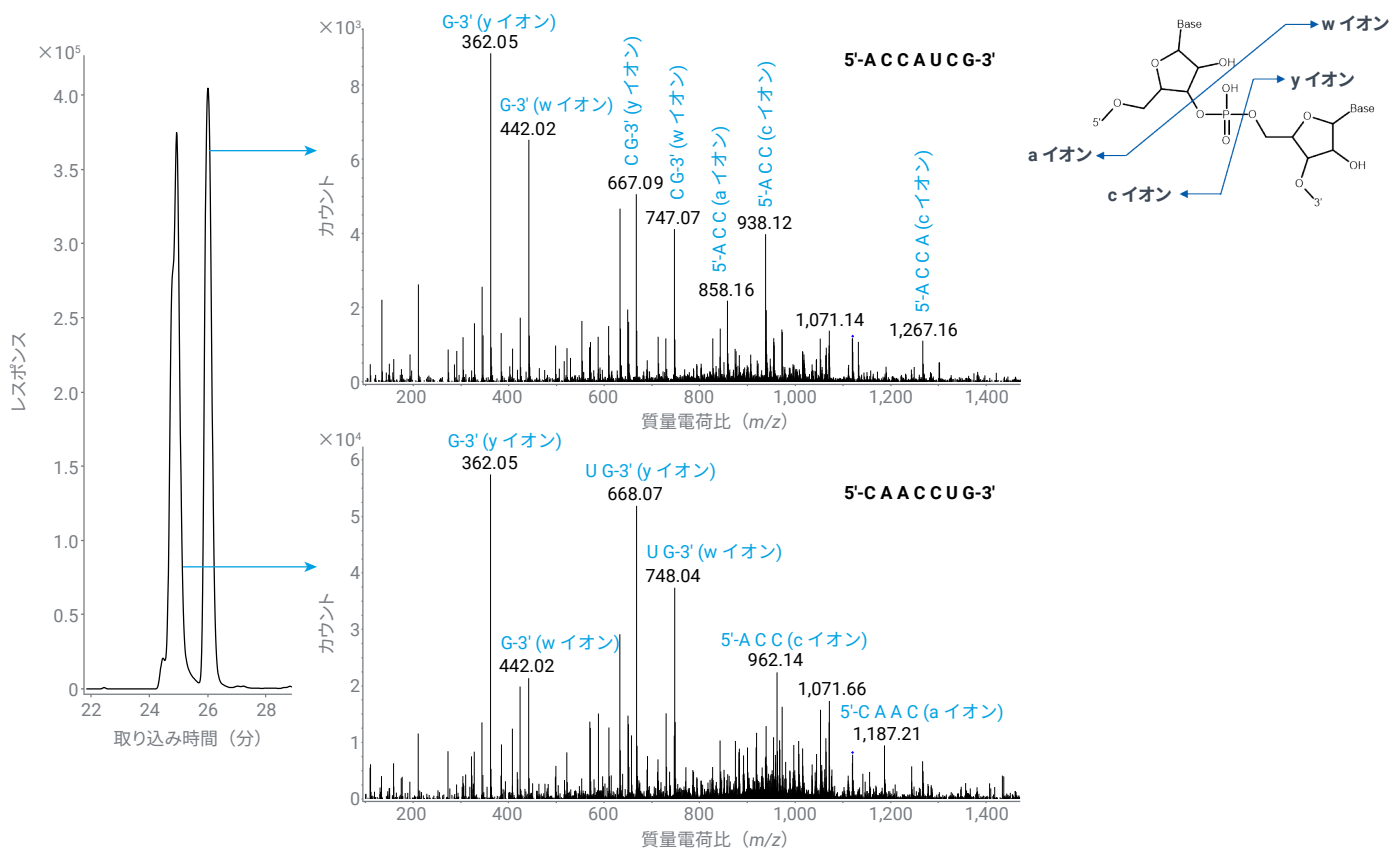 ×10⁵
4.0
3.5
3.0
2.5
2.0
1.5
1.0
0.5
0
レスポンス
22
24
26
28
取り込み時間（分）
×10³
8
6
4
2
0
カウント
G-3' (y イオン)
362.05
G-3' (w イオン)
442.02
C G-3' (y イオン)
667.09
C G-3' (w イオン)
747.07
5'-A C C (a イオン)
858.16
5'-A C C (c イオン)
938.12
1,071.14
5'-A C C A (c イオン)
1,267.16
5'-A C C A U C G-3'
200
400
600
800
1,000
1,200
1,400
質量電荷比（m/z）
×10⁴
6
5
4
3
2
1
0
カウント
G-3' (y イオン)
362.05
G-3' (w イオン)
442.02
U G-3' (y イオン)
668.07
U G-3' (w イオン)
748.04
5'-A C C (c イオン)
962.14
1,071.66
5'-C A A C (a イオン)
1,187.21
5'-C A A C C U G-3'
200
400
600
800
1,000
1,200
1,400
質量電荷比（m/z）
Base
w イオン
O
OH
y イオン
O
5'
OH
O
P
O
O
O
Base
a イオン
OH
c イオン
O
3'